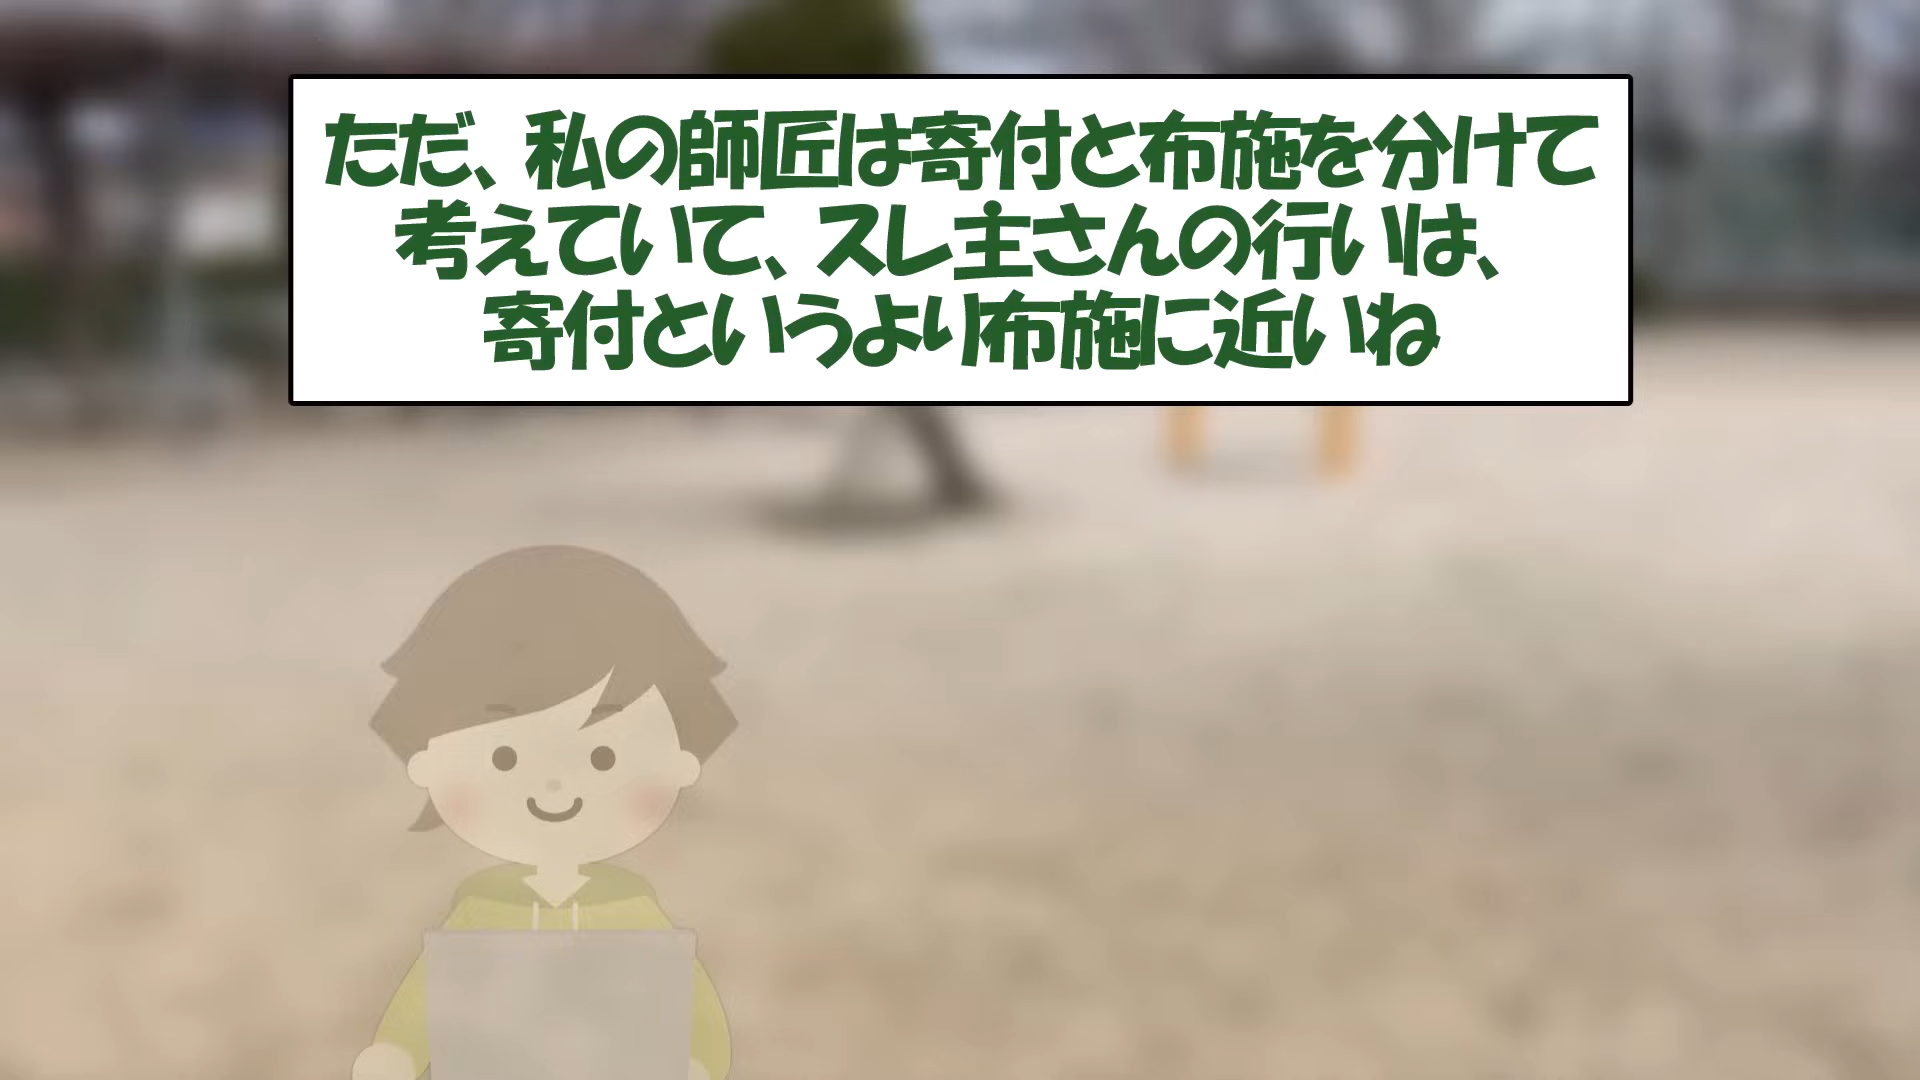 ただ、私の師匠は寄付と布施を分けて
考えていて、スレ主さんの行いは、
寄付というより布施に近いね